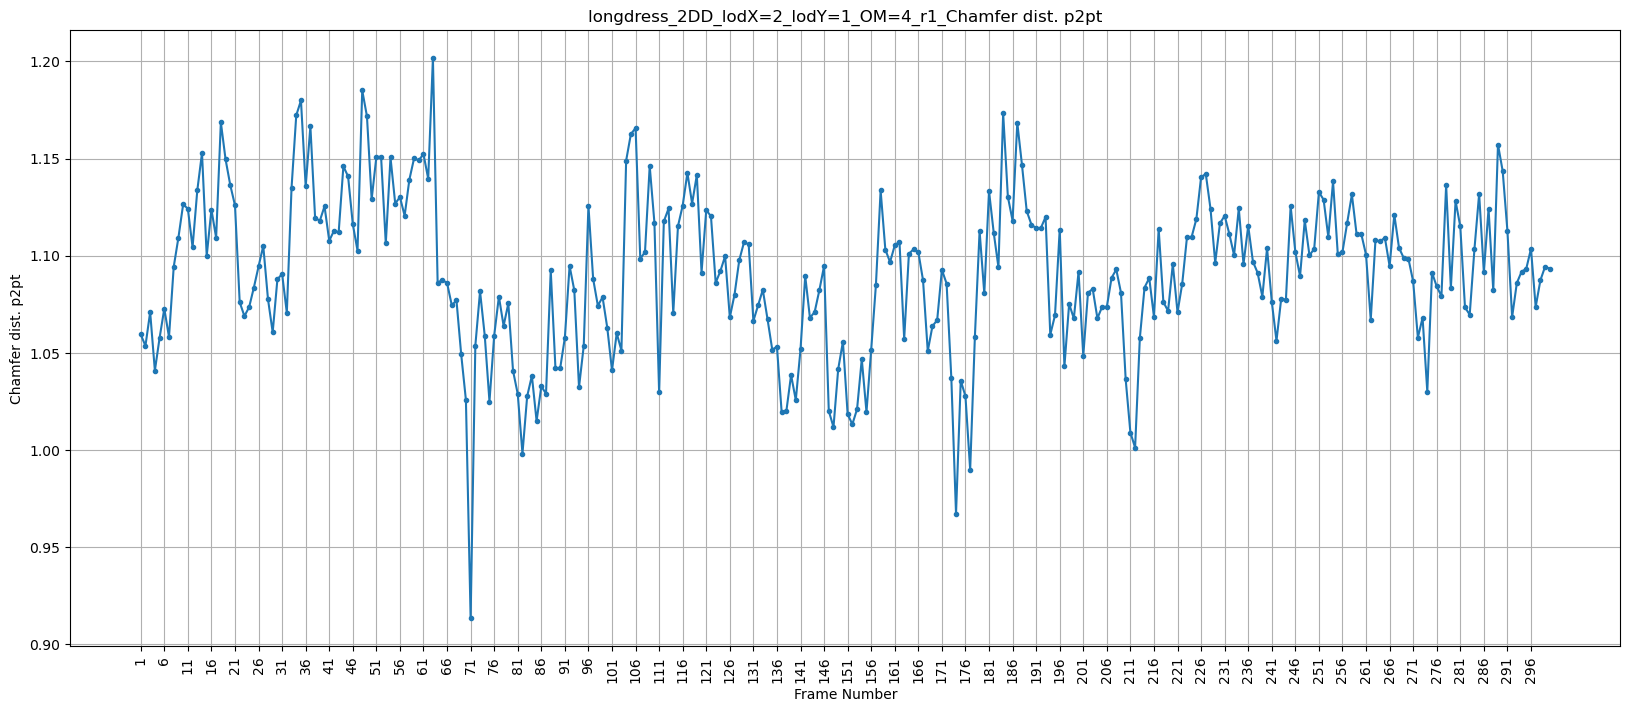 longdress_2DD_lodX=2_lodY=1_OM=4_r1_Chamfer dist. p2pt
Chamfer dist. p2pt
1.20
1.15
1.10
1.05
1.00
0.95
0.90
1 6 11 16 21 26 31 36 41 46 51 56 61 66 71 76 81 86 91 96 101 106 111 116 121 126 131 136 141 146 151 156 161 166 171 176 181 186 191 196 201 206 211 216 221 226 231 236 241 246 251 256 261 266 271 276 281 286 291 296
Frame Number